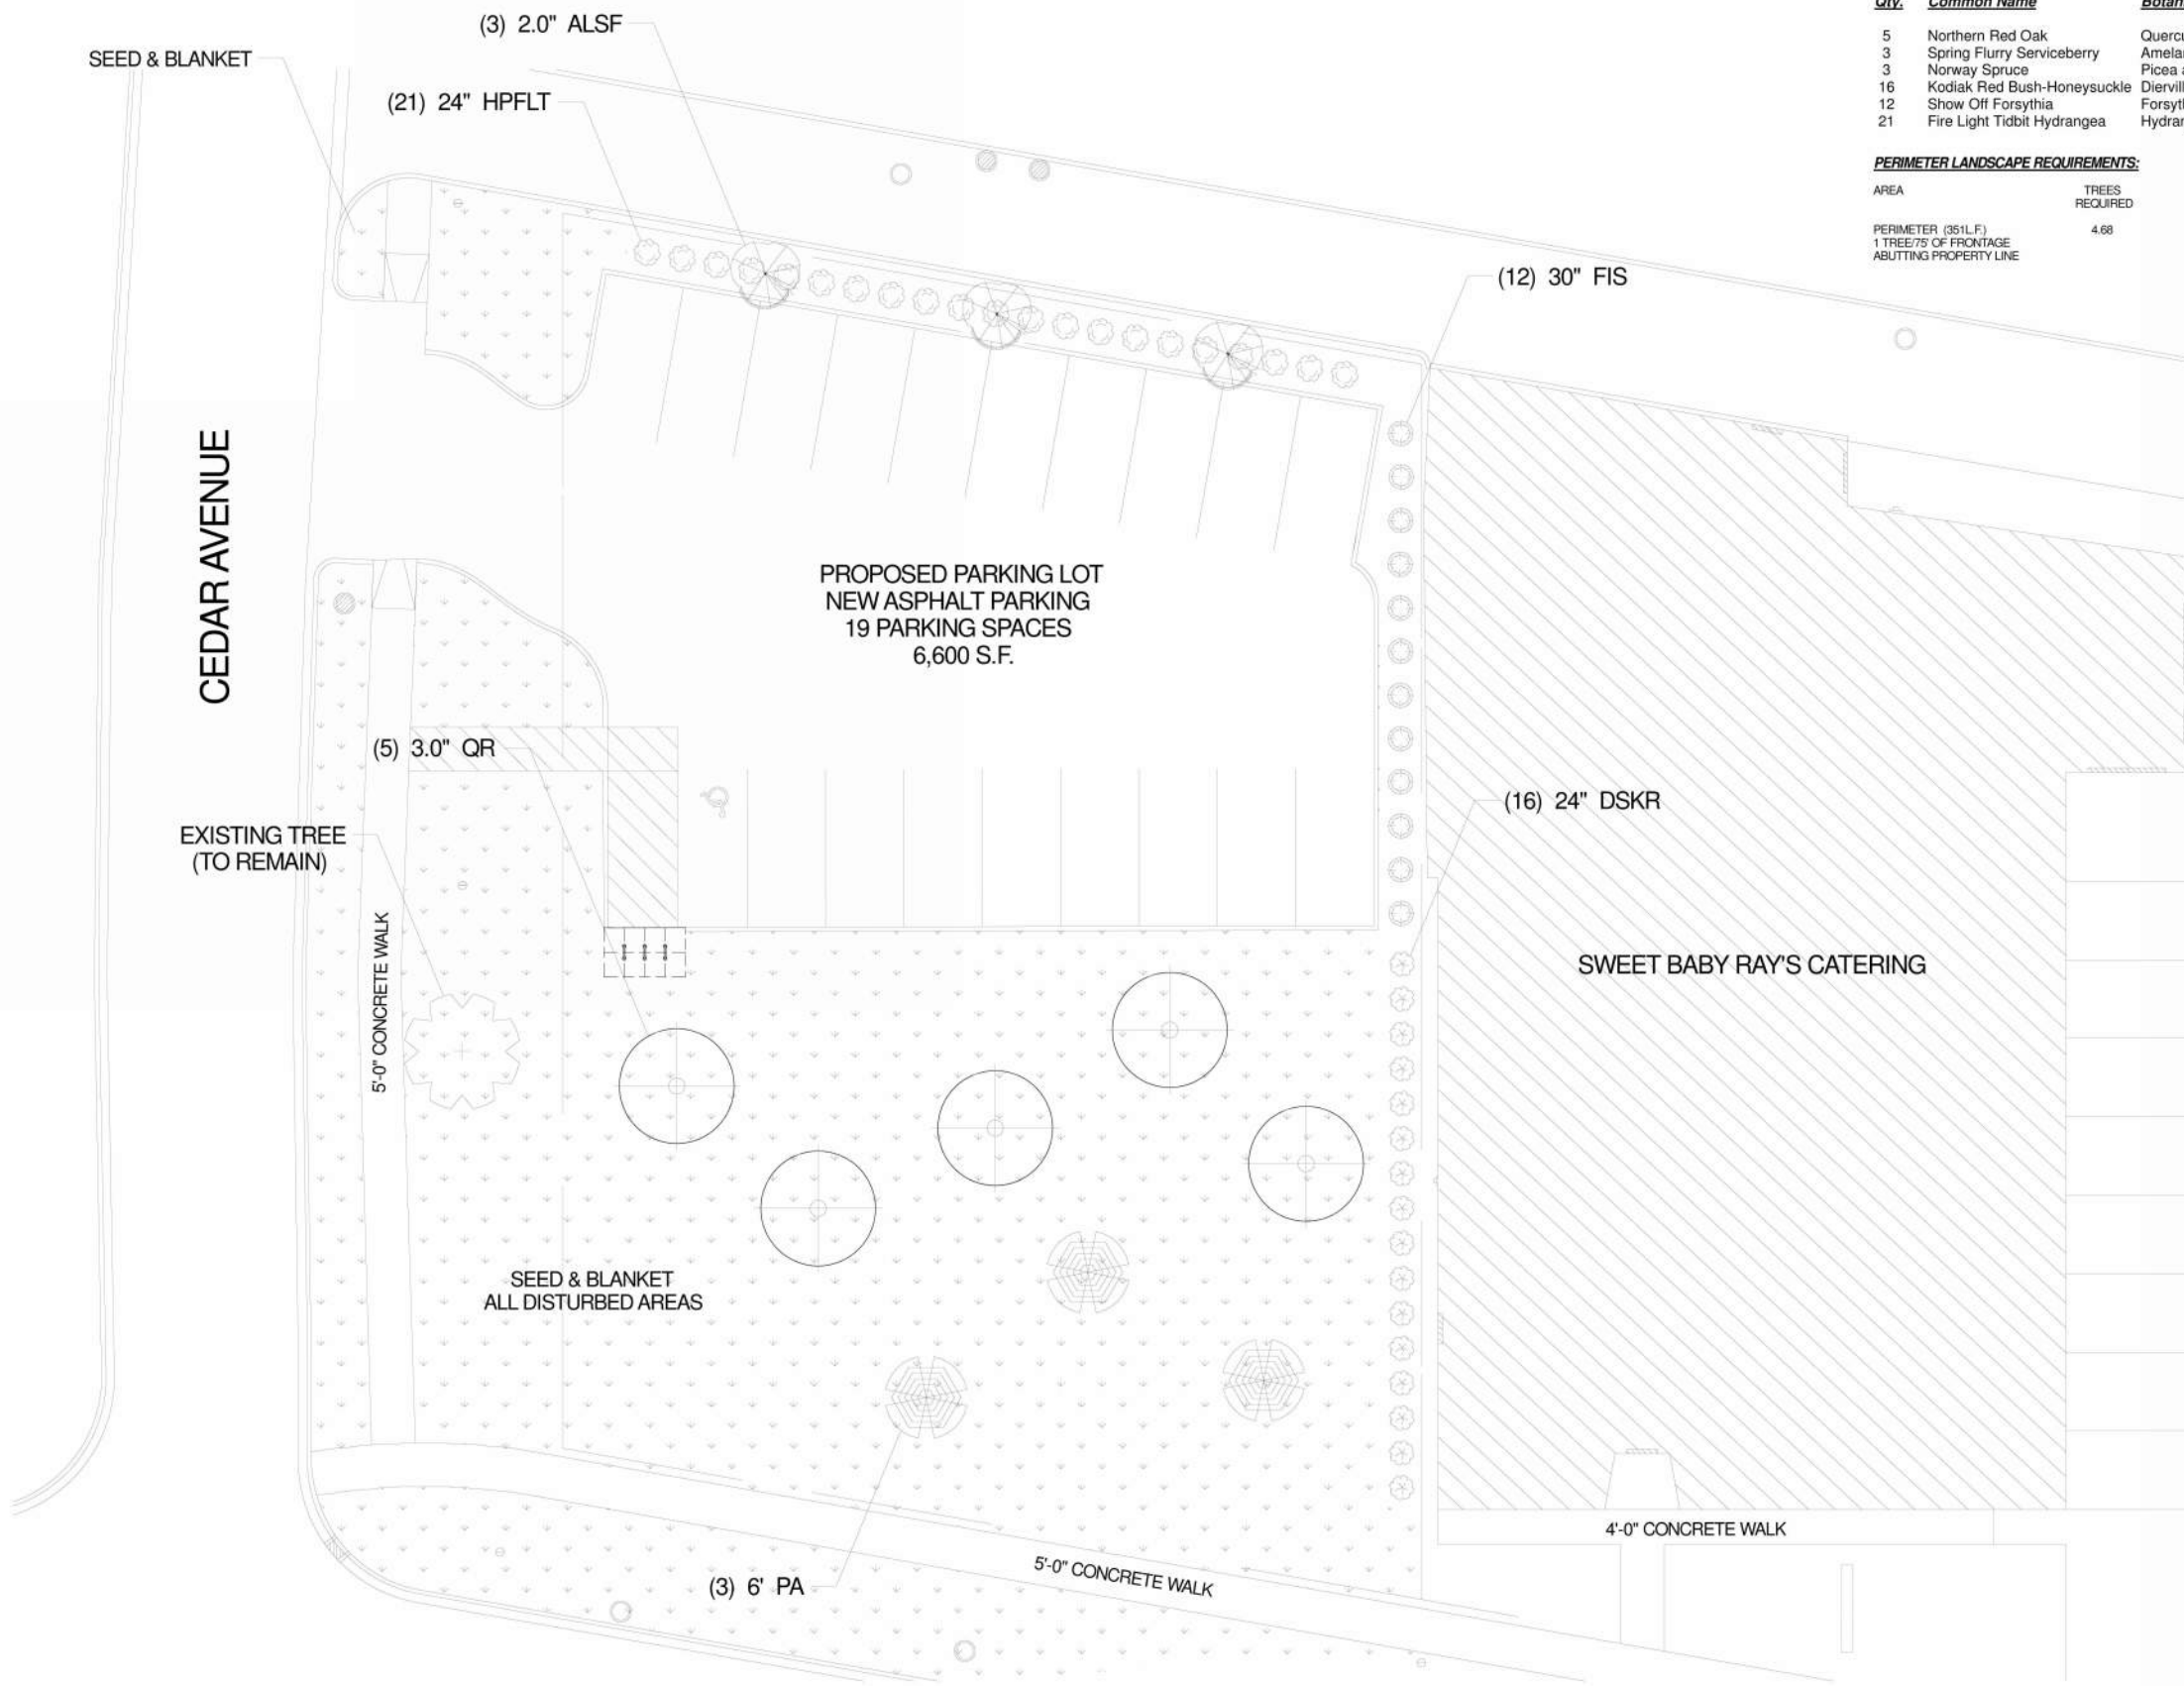 Qty. Common Name
5 Northern Red Oak
3 Spring Flurry Serviceberry
3 Norway Spruce Picea
16 Kodiak Red Bush-Honeysuckle
12 Show Off Forsythia
21 Fire Light Tidbit Hydrangea
PERIMETER LANDSCAPE REQUIREMENTS:
AREA TREES
REQUIRED
PERIMETER (351L.F.) 4.68
1 TREE/75' OF FRONTAGE
ABUTTING PROPERTY LINE
(3) 2.0" ALSF
SEED & BLANKET
(21) 24" HPFLT
(12) 30" FIS
CEDAR AVENUE
PROPOSED PARKING LOT
NEW ASPHALT PARKING
19 PARKING SPACES
6,600 S.F.
(5) 3.0" QR
(16) 24" DSKR
EXISTING TREE
(TO REMAIN)
5'-0" CONCRETE WALK
SWEET BABY RAY'S CATERING
SEED & BLANKET
ALL DISTURBED AREAS
4'-0" CONCRETE WALK
5'-0" CONCRETE WALK
(3) 6' PA